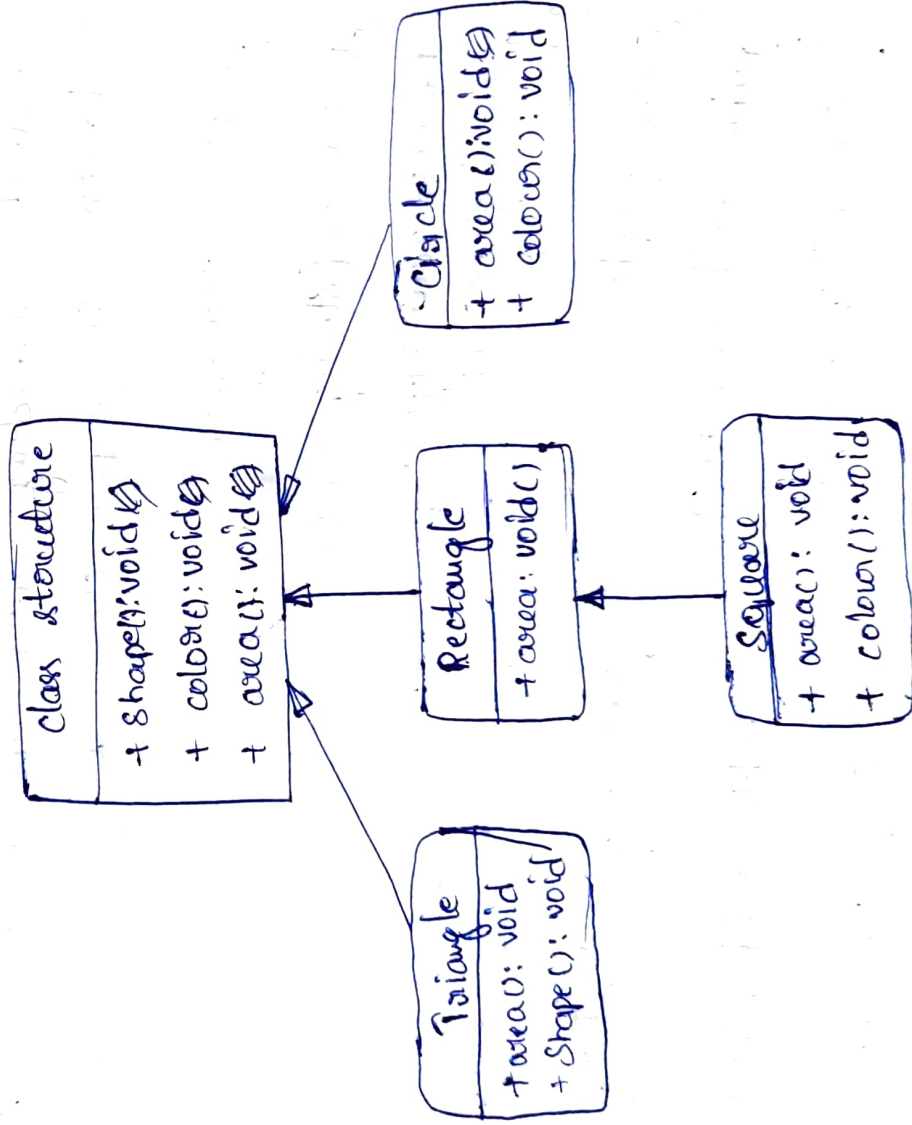 class structure
+ shape(): void
+ color(): void
+ area(): void
Triangle
+ area(): void
+ Shape(): void
Rectangle
+ area: void()
Circle
+ area(): void
+ colour(): void
Square
+ area(): void
+ colour(): void